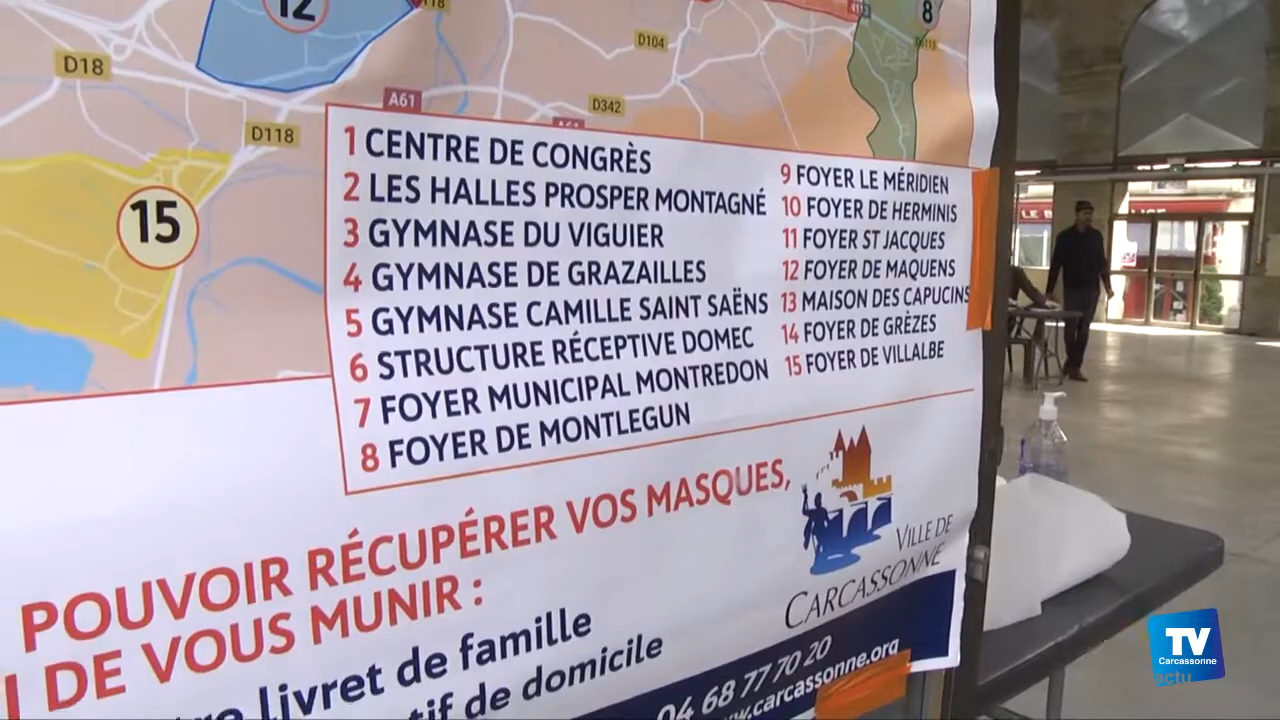 12
D18
D104
8
A61
D342
D118
15
1 CENTRE DE CONGRÈS
2 LES HALLES PROSPER MONTAGNÉ
3 GYMNASE DU VIGUIER
4 GYMNASE DE GRAZAILLES
5 GYMNASE CAMILLE SAINT SAËNS
6 STRUCTURE RÉCEPTIVE DOMEC
7 FOYER MUNICIPAL MONTREDON
8 FOYER DE MONTLEGUN
9 FOYER LE MÉRIDIEN
10 FOYER DE HERMINIS
11 FOYER ST JACQUES
12 FOYER DE MAQUENS
13 MAISON DES CAPUCINS
14 FOYER DE GRÈZES
15 FOYER DE VILLALBE
POUVOIR RÉCUPÉRER VOS MASQUES,
DE VOUS MUNIR :
livret de famille
de domicile
VILLE DE
CARCASSONNE
04 68 77 70 20
www.carcassonne.org
TV
Carcassonne
actu